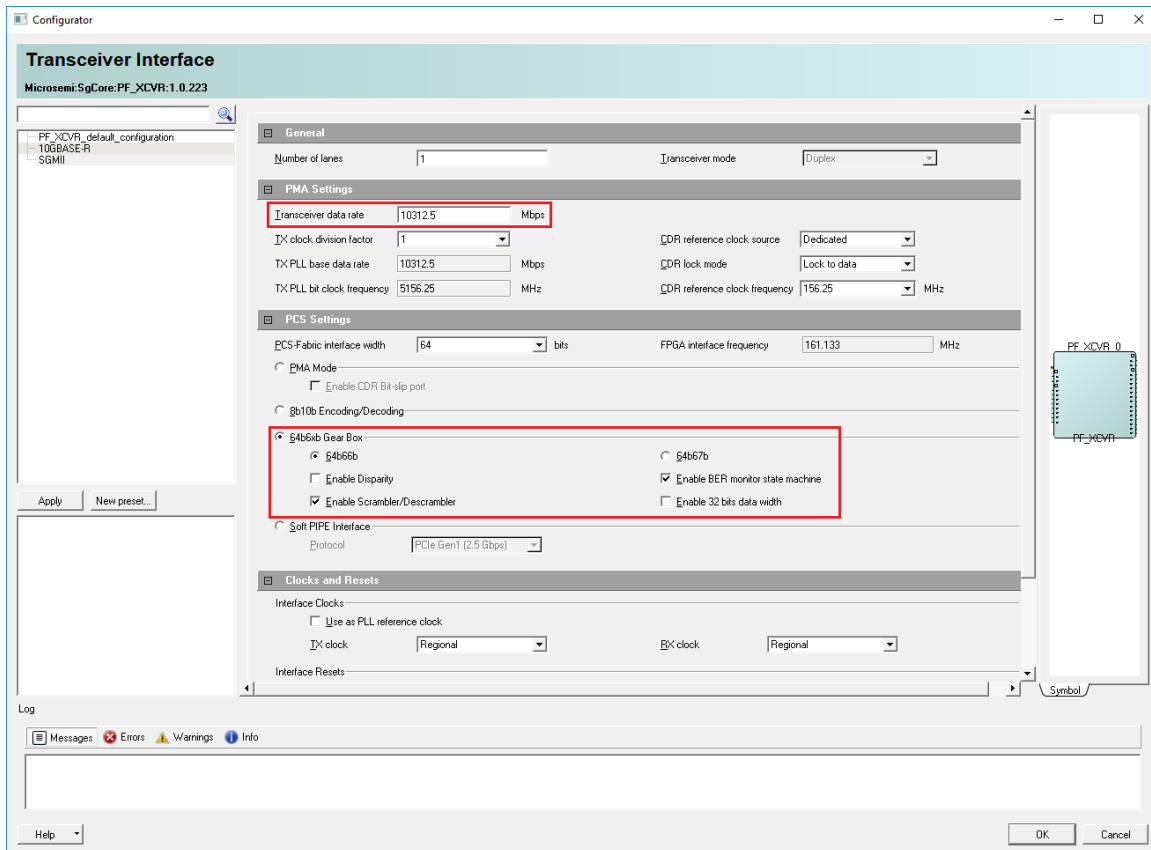 Configurator
Transceiver Interface
Microsemi:SgCore:PF_XCVR:1.0.223
PF_XCVR_default_configuration
10GBASE-R
SGMII
Apply
New preset...
General
Number of lanes 1 Transceiver mode Duplex
PMA Settings
Transceiver data rate 10312.5 Mbps
TX clock division factor 1 CDR reference clock source Dedicated
TX PLL base data rate 10312.5 Mbps CDR lock mode Lock to data
TX PLL bit clock frequency 5156.25 MHz CDR reference clock frequency 156.25 MHz
PCS Settings
PCS-Fabric interface width 64 bits FPGA interface frequency 161.133 MHz
PMA Mode
Enable CDR Bit-slip port
8b10b Encoding/Decoding
64b6xb Gear Box
64b66b 64b67b
Enable Disparity Enable BER monitor state machine
Enable Scrambler/Descrambler Enable 32 bits data width
Soft PIPE Interface
Protocol PCIe Gen1 (2.5 Gbps)
Clocks and Resets
Interface Clocks
Use as PLL reference clock
TX clock Regional RX clock Regional
Interface Resets
PF_XCVR_0
PF_XCVR
Symbol
Log
Messages Errors Warnings Info
Help OK Cancel